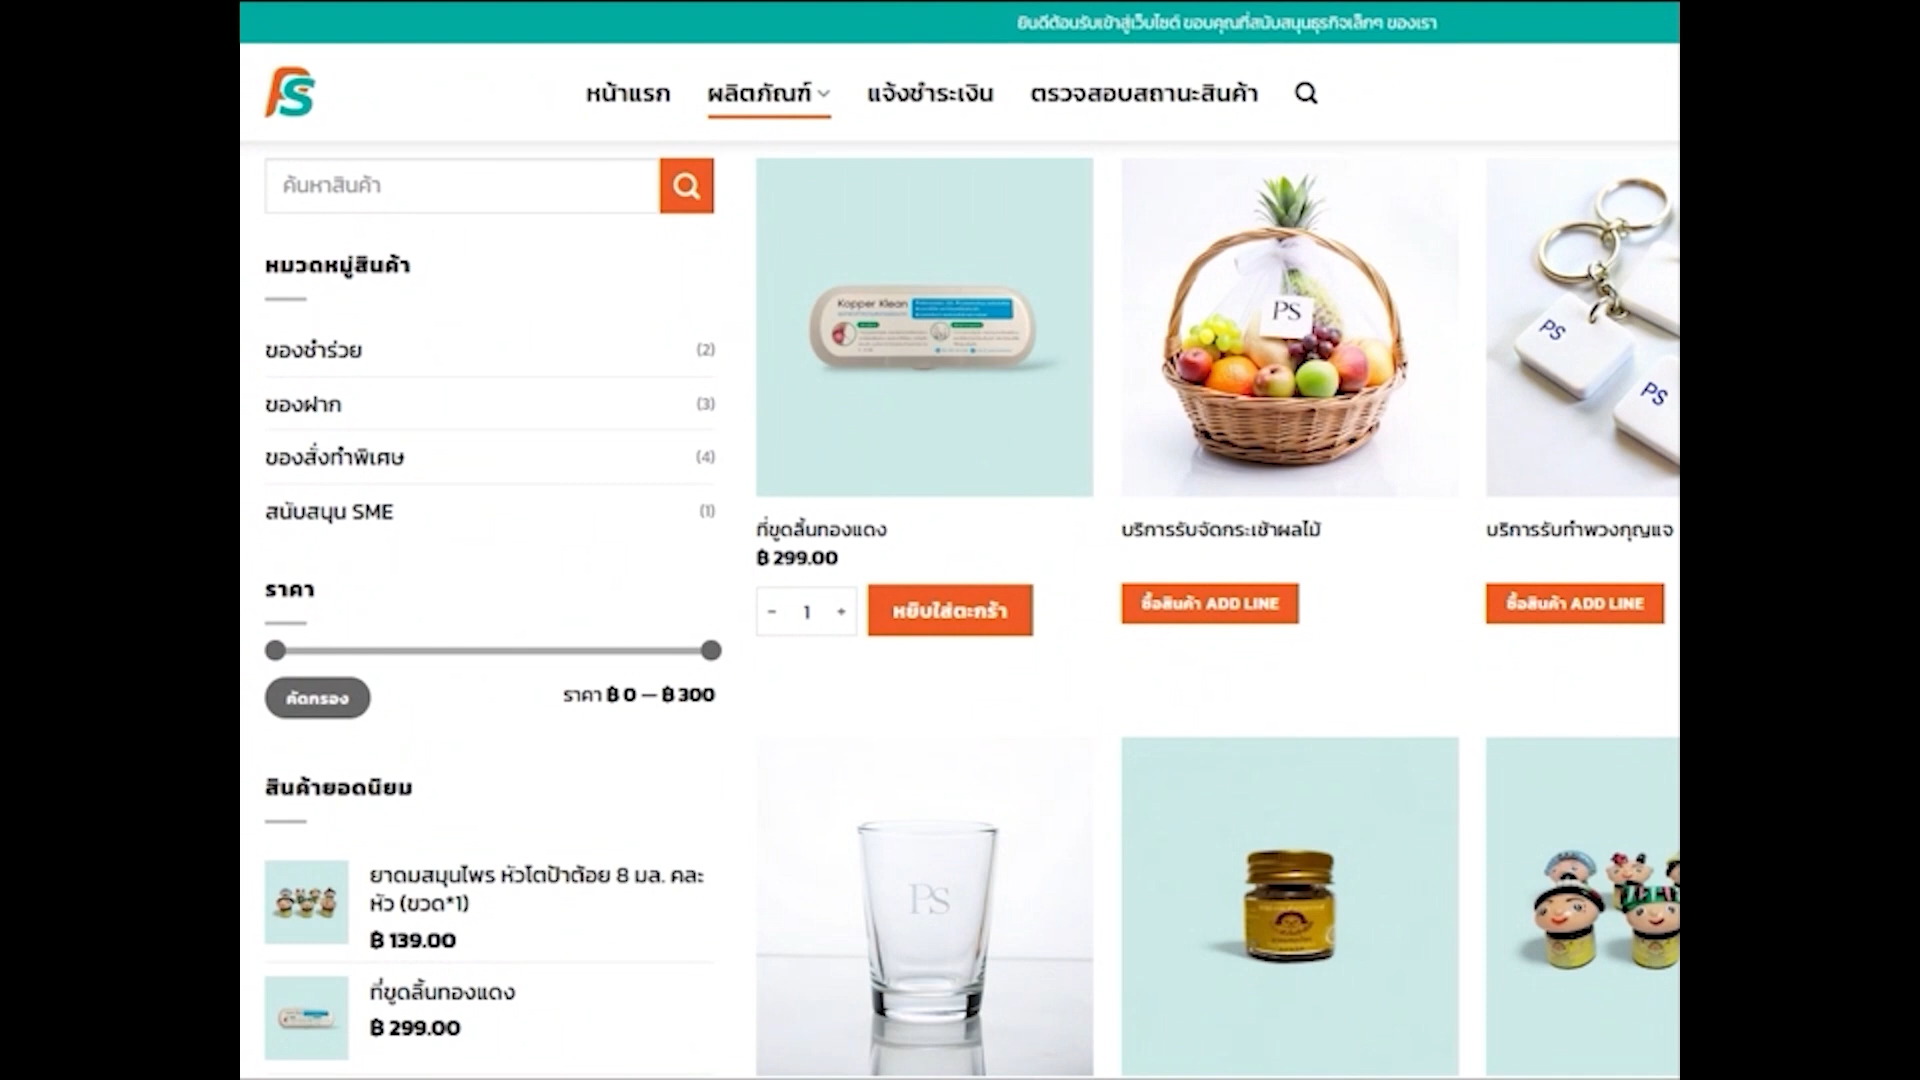 ยินดีต้อนรับเข้าสู่เว็บไซต์ ขอบคุณที่สนับสนุนธุรกิจเล็กๆ ของเรา
PS
หน้าแรก
ผลิตภัณฑ์
แจ้งชำระเงิน
ตรวจสอบสถานะสินค้า
ค้นหาสินค้า
หมวดหมู่สินค้า
ของชำร่วย (2)
ของฝาก (3)
ของสั่งทำพิเศษ (4)
สนับสนุน SME (1)
ราคา
คัดกรอง
ราคา ฿ 0 — ฿ 300
สินค้ายอดนิยม
ยาดมสมุนไพร หัวโตป้าต้อย 8 มล. คละ
หัว (ขวด*1)
฿ 139.00
ที่ขูดลิ้นทองแดง
฿ 299.00
Kopper Klean
ที่ขูดลิ้นทองแดง
฿ 299.00
- 1 +
หยิบใส่ตะกร้า
PS
บริการรับจัดกระเช้าผลไม้
ซื้อสินค้า ADD LINE
PS
PS
บริการรับทำพวงกุญแจ
ซื้อสินค้า ADD LINE
PS